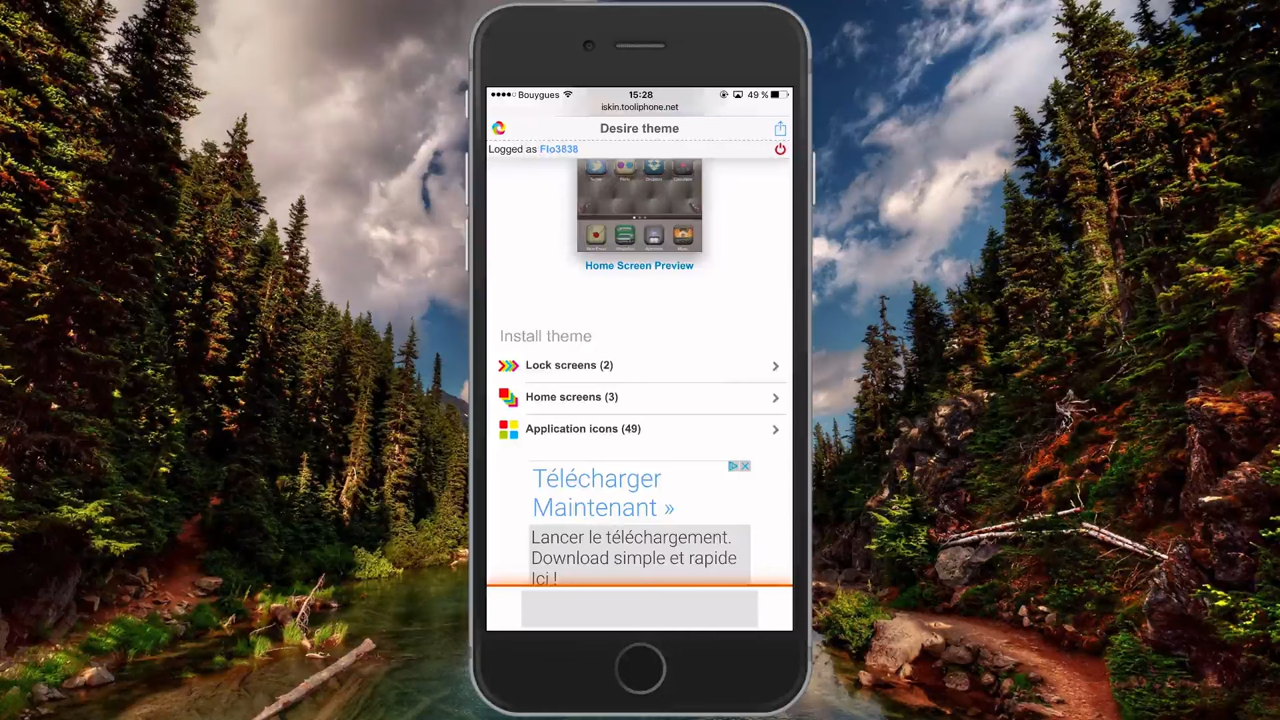 Bouygues 15:28 49 %
iskin.tooliphone.net
Desire theme
Logged as Flo3838
Home Screen Preview
Install theme
Lock screens (2)
Home screens (3)
Application icons (49)
Télécharger
Maintenant »
Lancer le téléchargement.
Download simple et rapide
Ici !